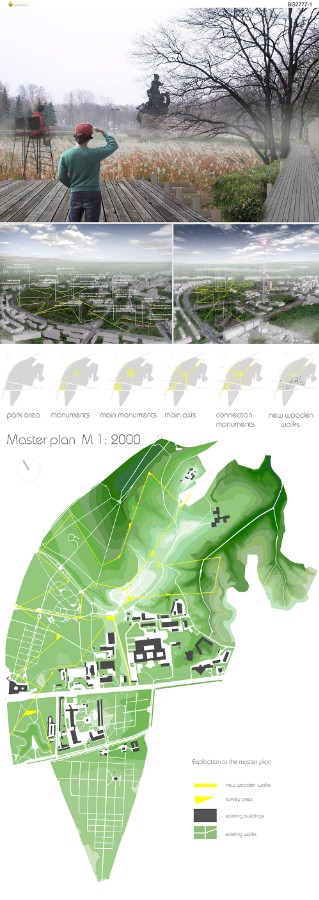 BG7777-1
park area
monuments
main monuments
main axis
connection
monuments
new wooden
walks
Master plan M 1: 2000
Explication to the master plan
new wooden walks
survey area
existing buildings
existing walks